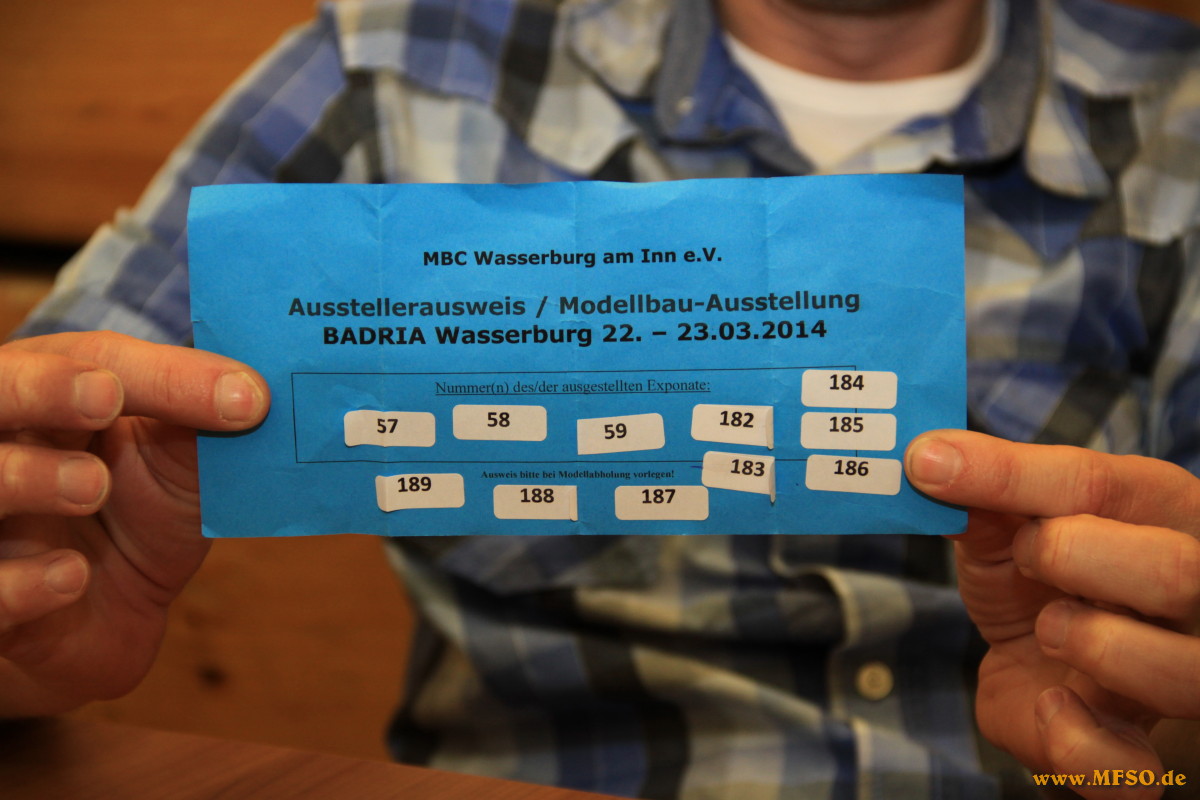 MBC Wasserburg am Inn e.V.
Ausstellerausweis / Modellbau-Ausstellung
BADRIA Wasserburg 22. – 23.03.2014
Nummer(n) des/der ausgestellten Exponate:
184
57 58 59 182 185
Ausweis bitte bei Modellabholung vorlegen!
189 188 187 183 186
www.MFSO.de